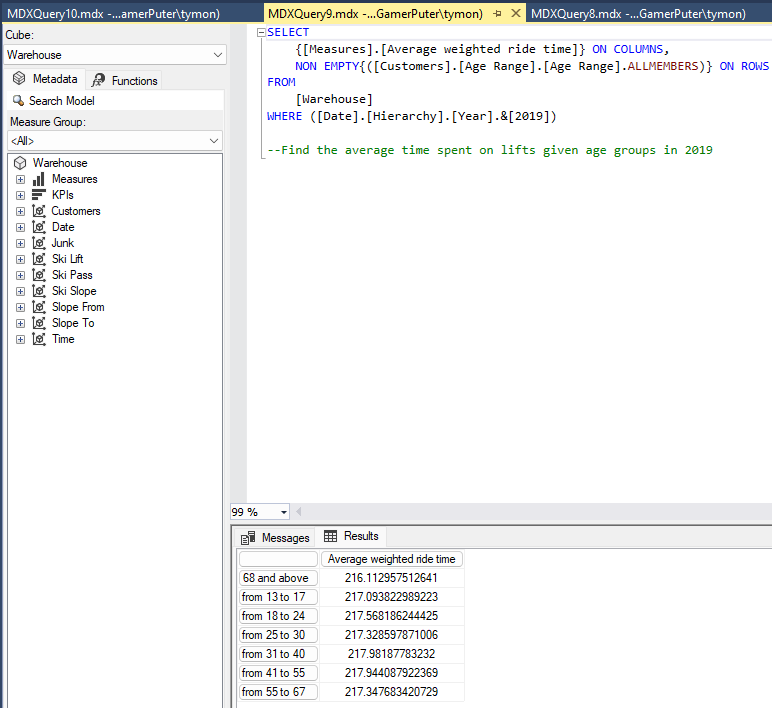 MDXQuery10.mdx -...amerPuter\tymon)
MDXQuery9.mdx -...GamerPuter\tymon)
MDXQuery8.mdx -...GamerPuter\tymon)
Cube:
Warehouse
Metadata
Functions
Search Model
Measure Group:
<All>
Warehouse
Measures
KPIs
Customers
Date
Junk
Ski Lift
Ski Pass
Ski Slope
Slope From
Slope To
Time
SELECT
{[Measures].[Average weighted ride time]} ON COLUMNS,
NON EMPTY{([Customers].[Age Range].[Age Range].ALLMEMBERS)} ON ROWS
FROM
[Warehouse]
WHERE ([Date].[Hierarchy].[Year].&[2019])
--Find the average time spent on lifts given age groups in 2019
99 %
Messages
Results
Average weighted ride time
68 and above 216.112957512641
from 13 to 17 217.093822989223
from 18 to 24 217.568186244425
from 25 to 30 217.328597871006
from 31 to 40 217.98187783232
from 41 to 55 217.944087922369
from 55 to 67 217.347683420729